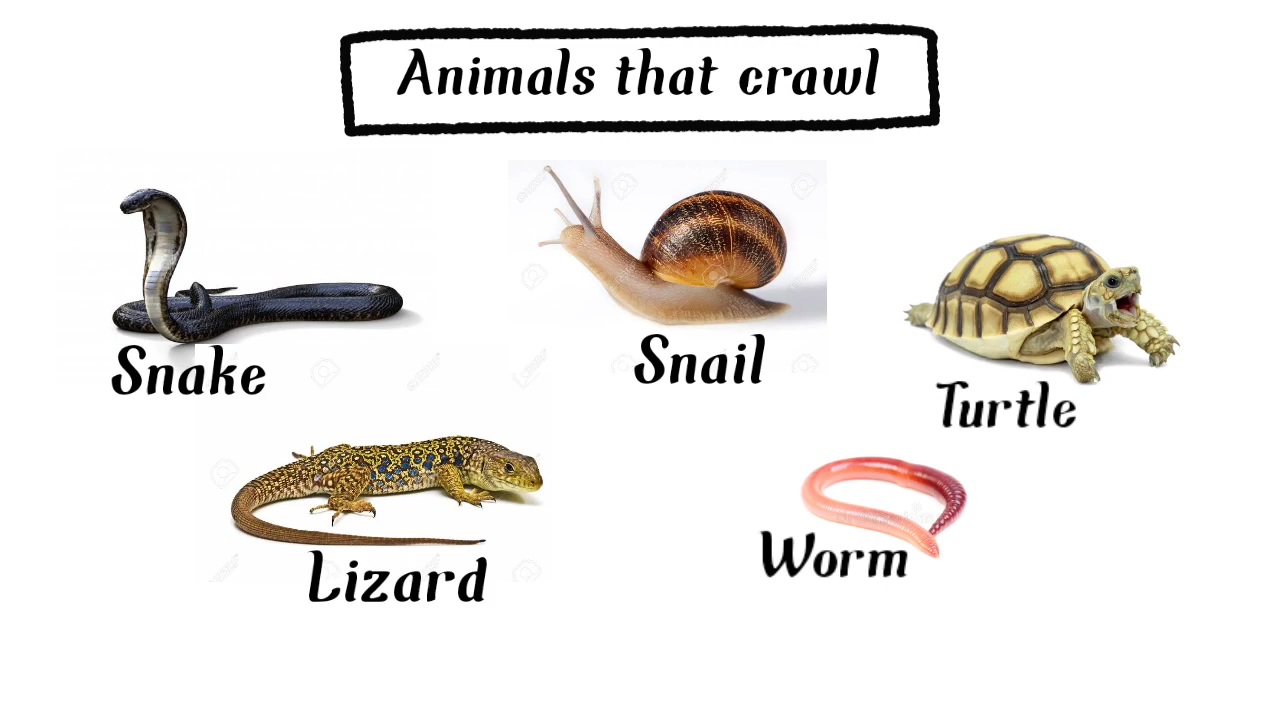 Animals that crawl
Snake
Snail
Turtle
Lizard
Worm